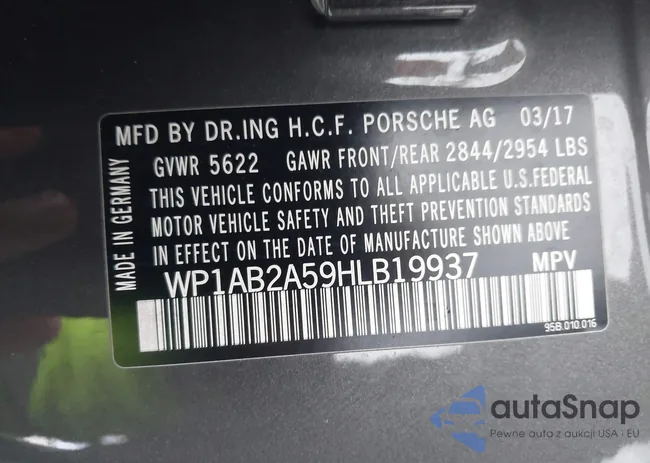 MFD BY DR.ING H.C.F. PORSCHE AG 03/17
GVWR 5622 GAWR FRONT/REAR 2844/2954 LBS
THIS VEHICLE CONFORMS TO ALL APPLICABLE U.S.FEDERAL
MOTOR VEHICLE SAFETY AND THEFT PREVENTION STANDARDS
IN EFFECT ON THE DATE OF MANUFACTURE SHOWN ABOVE
WP1AB2A59HLB19937 MPV
95B.010.016
MADE IN GERMANY
autaSnap
Pewne auta z aukcji USA i EU